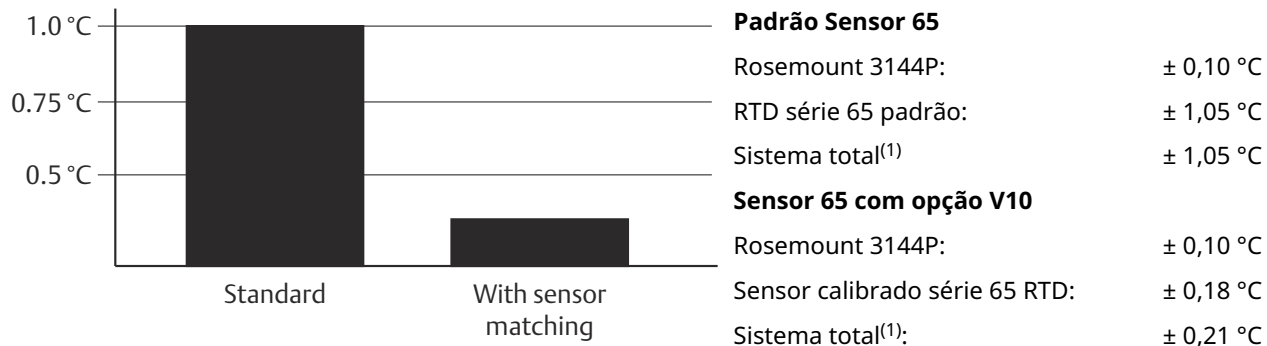 1.0 °C
0.75 °C
0.5 °C
Standard
With sensor
matching
Padrão Sensor 65
Rosemount 3144P: ± 0,10 °C
RTD série 65 padrão: ± 1,05 °C
Sistema total(1) ± 1,05 °C
Sensor 65 com opção V10
Rosemount 3144P: ± 0,10 °C
Sensor calibrado série 65 RTD: ± 0,18 °C
Sistema total(1): ± 0,21 °C